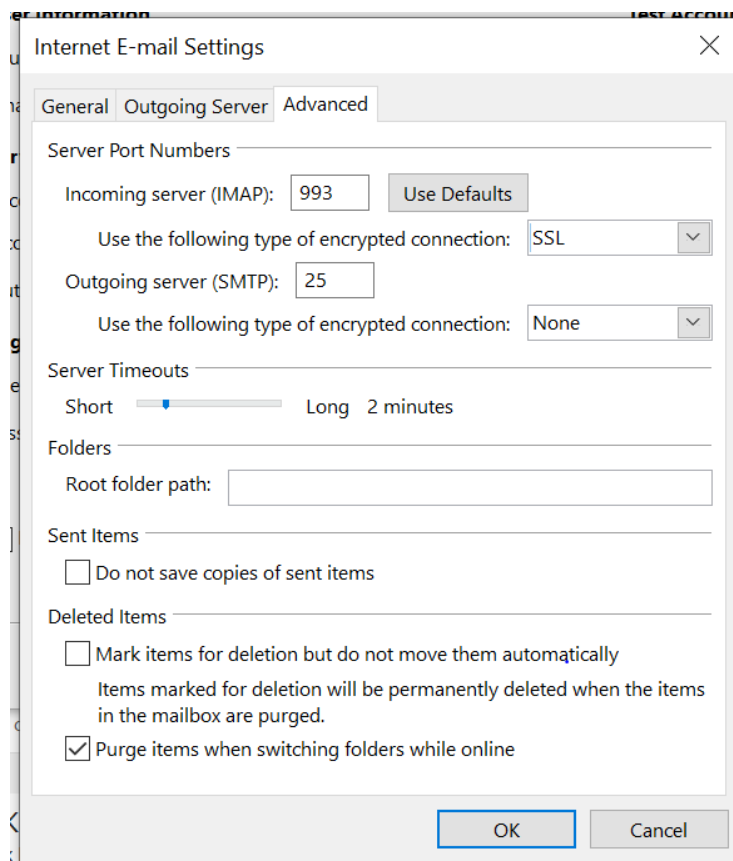 ser Information
Test Accou
Internet E-mail Settings
General Outgoing Server Advanced
Server Port Numbers
Incoming server (IMAP): 993 Use Defaults
Use the following type of encrypted connection: SSL
Outgoing server (SMTP): 25
Use the following type of encrypted connection: None
Server Timeouts
Short Long 2 minutes
Folders
Root folder path:
Sent Items
Do not save copies of sent items
Deleted Items
Mark items for deletion but do not move them automatically
Items marked for deletion will be permanently deleted when the items
in the mailbox are purged.
Purge items when switching folders while online
OK Cancel